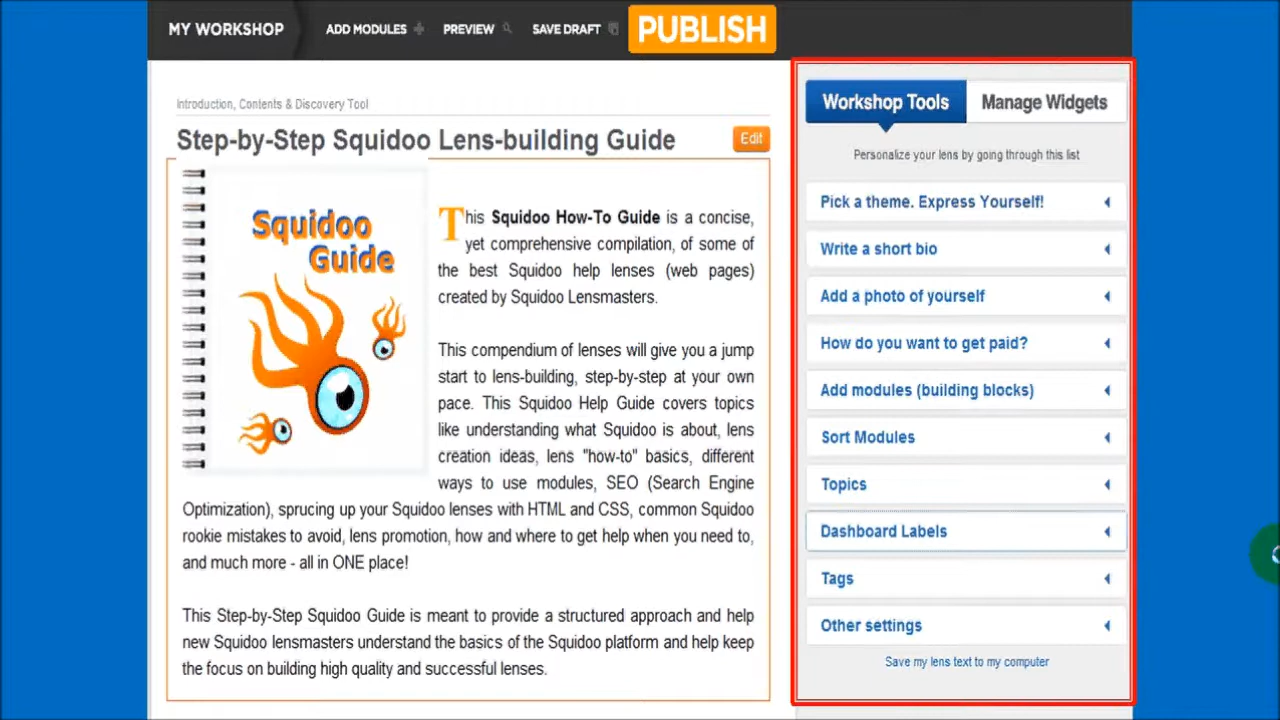 MY WORKSHOP
ADD MODULES
PREVIEW
SAVE DRAFT
PUBLISH
Introduction, Contents & Discovery Tool
Step-by-Step Squidoo Lens-building Guide
Edit
Squidoo
Guide
This Squidoo How-To Guide is a concise,
yet comprehensive compilation, of some of
the best Squidoo help lenses (web pages)
created by Squidoo Lensmasters.
This compendium of lenses will give you a jump
start to lens-building, step-by-step at your own
pace. This Squidoo Help Guide covers topics
like understanding what Squidoo is about, lens
creation ideas, lens "how-to" basics, different
ways to use modules, SEO (Search Engine
Optimization), sprucing up your Squidoo lenses with HTML and CSS, common Squidoo
rookie mistakes to avoid, lens promotion, how and where to get help when you need to,
and much more - all in ONE place!
This Step-by-Step Squidoo Guide is meant to provide a structured approach and help
new Squidoo lensmasters understand the basics of the Squidoo platform and help keep
the focus on building high quality and successful lenses.
Workshop Tools
Manage Widgets
Personalize your lens by going through this list
Pick a theme. Express Yourself!
Write a short bio
Add a photo of yourself
How do you want to get paid?
Add modules (building blocks)
Sort Modules
Topics
Dashboard Labels
Tags
Other settings
Save my lens text to my computer